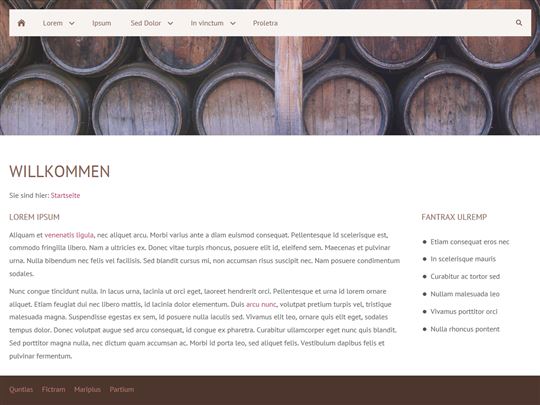 Lorem Ipsum Sed Dolor In vinctum Proletra
WILLKOMMEN
Sie sind hier: Startseite
LOREM IPSUM
Aliquam et venenatis ligula, nec aliquet arcu. Morbi varius ante a diam euismod consequat. Pellentesque id scelerisque est,
commodo fringilla libero. Nam a ultricies ex. Donec vitae turpis rhoncus, posuere elit id, eleifend sem. Maecenas et pulvinar
urna. Nulla bibendum nec felis vel facilisis. Sed blandit cursus mi, non accumsan risus suscipit nec. Nam posuere condimentum
sodales.
Nunc congue tincidunt nulla. In lacus urna, lacinia ut orci eget, laoreet hendrerit orci. Pellentesque et urna id lorem ornare
aliquet. Etiam feugiat dui nec libero mattis, id lacinia dolor elementum. Duis arcu nunc, volutpat pretium turpis vel, tristique
malesuada magna. Suspendisse egestas ex sem, id posuere nulla iaculis sed. Vivamus elit leo, ornare quis elit eget, sodales
tempus dolor. Donec volutpat augue sed arcu consequat, id congue ex pharetra. Curabitur ullamcorper eget nunc quis blandit.
Sed porttitor magna nulla, nec dictum quam accumsan ac. Morbi id porta leo, sed aliquet felis. Vestibulum dapibus felis et
pulvinar fermentum.
FANTRAX ULREMP
Etiam consequat eros nec
In scelerisque mauris
Curabitur ac tortor sed
Nullam malesuada leo
Vivamus porttitor orci
Nulla rhoncus pontent
Quntias Fictram Mariplus Partium